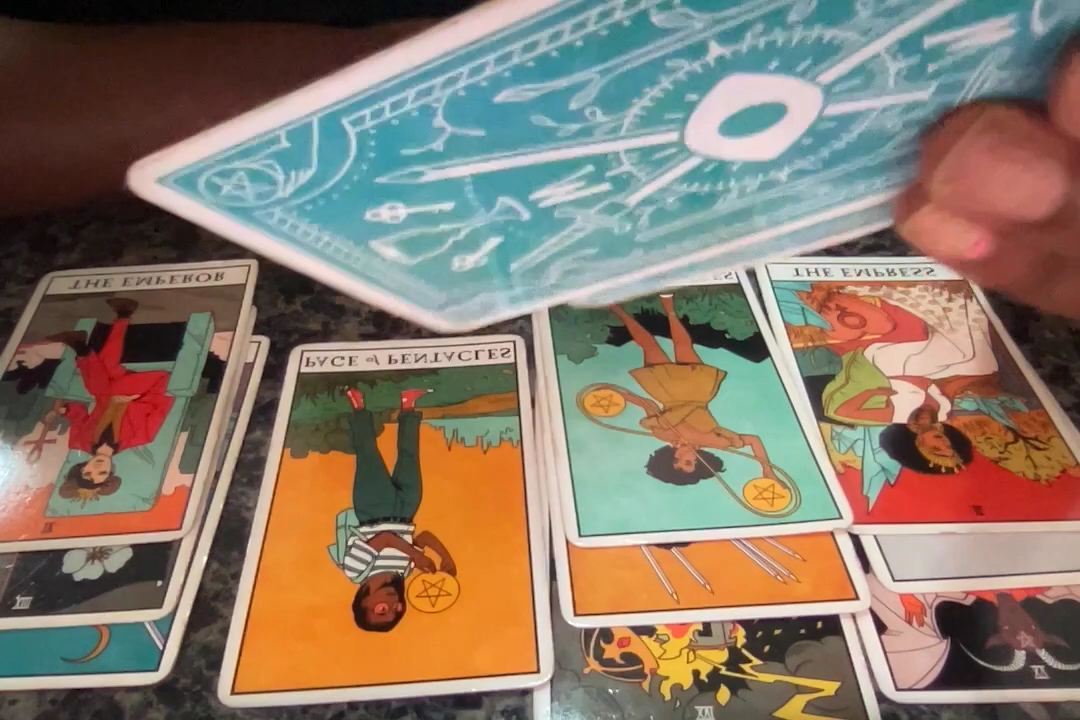 THE EMPEROR
PAGE of PENTACLES
THE EMPRESS